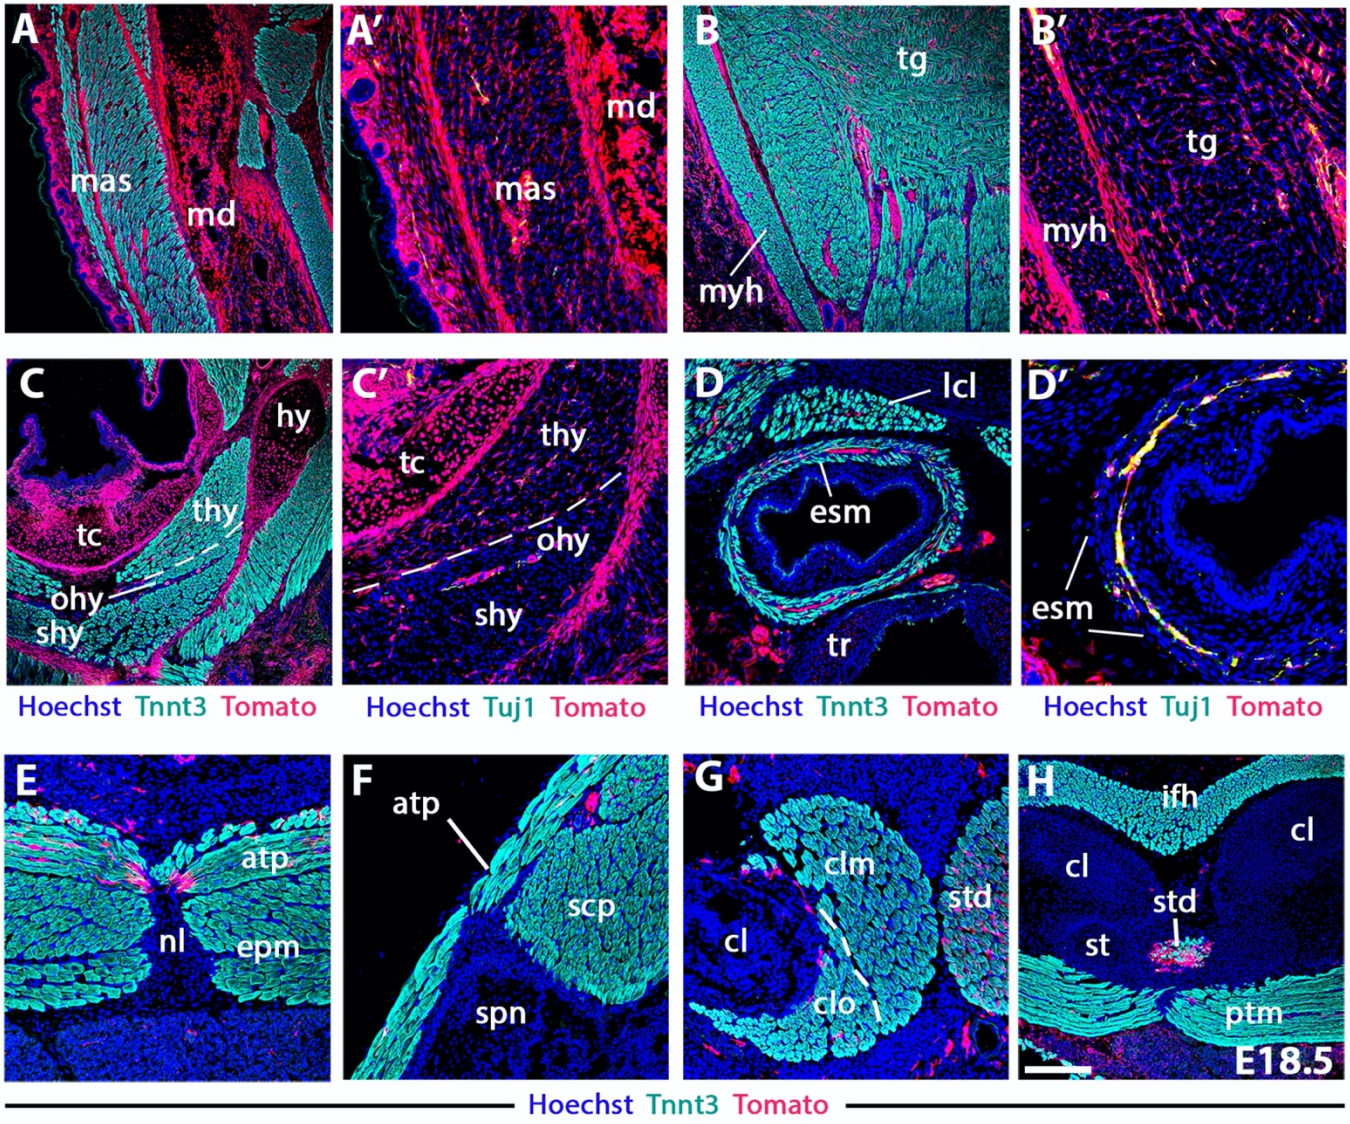 A
mas
md
A′
md
mas
B
tg
myh
B′
tg
myh
C
hy
thy
tc
ohy
shy
C′
thy
tc
ohy
shy
D
lcl
esm
tr
D′
esm
Hoechst Tnnt3 Tomato
Hoechst Tuj1 Tomato
Hoechst Tnnt3 Tomato
Hoechst Tuj1 Tomato
E
atp
nl
epm
F
atp
scp
spn
G
clm
std
cl
clo
H
ifh
cl
cl
std
st
ptm
E18.5
Hoechst Tnnt3 Tomato